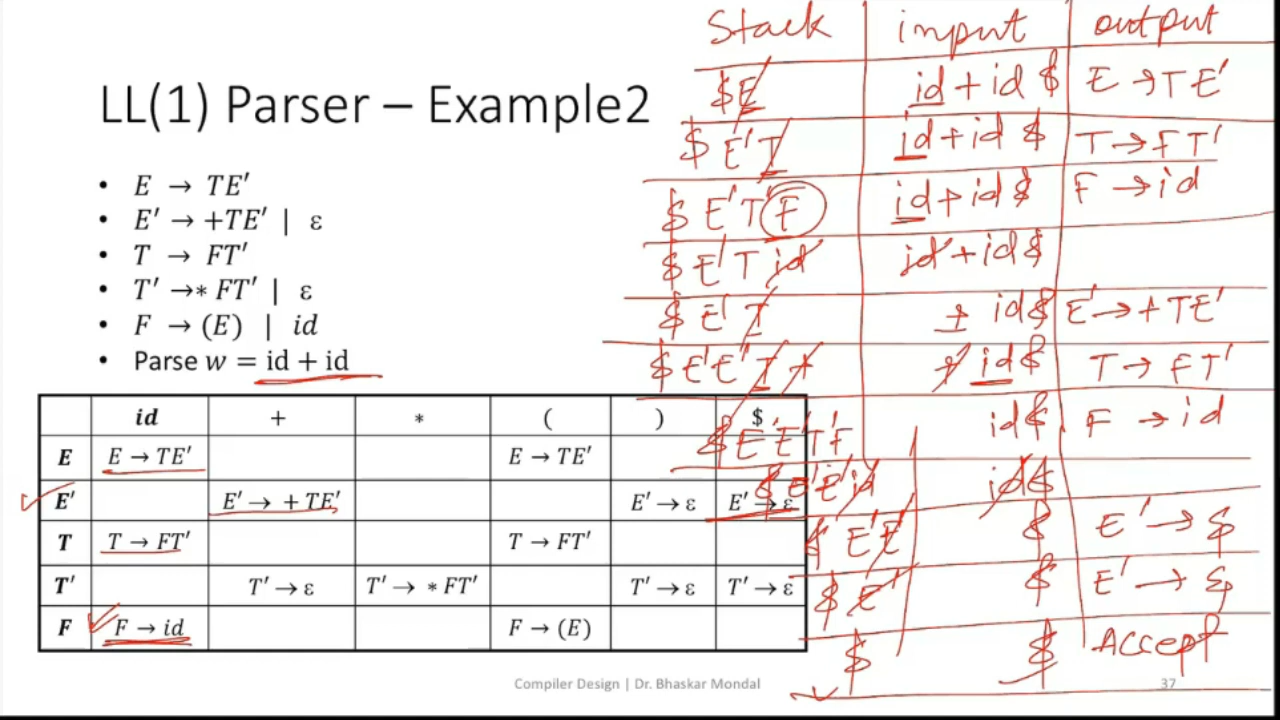 LL(1) Parser – Example2
• E → TE′
• E′ → +TE′ | ε
• T → FT′
• T′ →* FT′ | ε
• F → (E) | id
• Parse w = id + id
id + * ( ) $
E E → TE′ E → TE′
E′ E′ → +TE′ E′ → ε E′ → ε
T T → FT′ T → FT′
T′ T′ → ε T′ → * FT′ T′ → ε T′ → ε
F F → id F → (E)
Stack input output
$E id + id $ E → TE′
$ E′T id + id $ T → FT′
$ E′T′F id + id $ F → id
$ E′T id id + id $
$ E′T + id $ E′ → + TE′
$ E′E′T + + id $ T → FT′
$ E′E′T′F id $ F → id
$ E′E′id id $
$ E′E′ $ E′ → $
$ E′ $ E′ → $
$ $ Accept
Compiler Design | Dr. Bhaskar Mondal
37